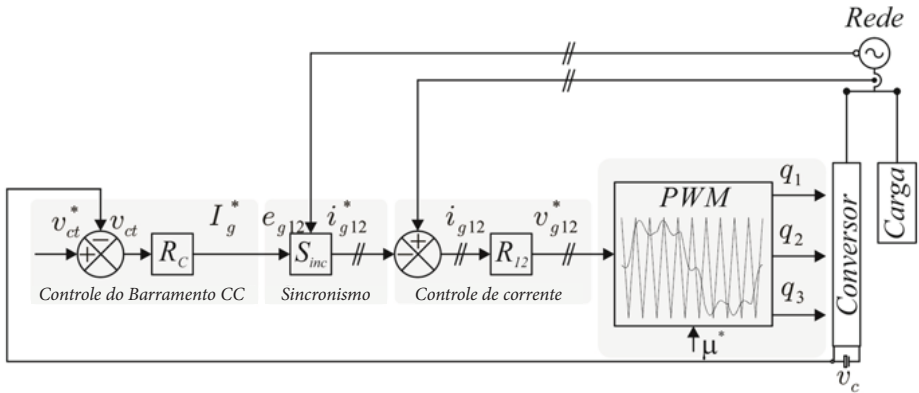 Rede
v*ct
vct
I*g
eg12
i*g12
ig12
v*g12
+
−
RC
Sinc
+
−
R12
PWM
q1
q2
q3
μ*
Conversor
Carga
vc
Controle do Barramento CC
Sincronismo
Controle de corrente